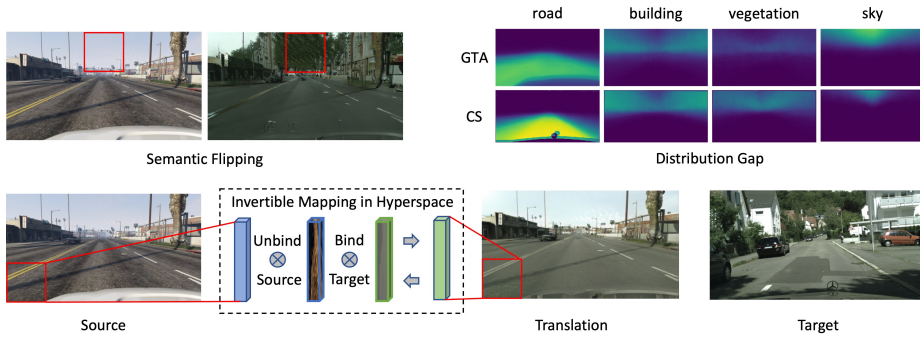 road building vegetation sky
GTA
CS
Semantic Flipping
Distribution Gap
Invertible Mapping in Hyperspace
Unbind Bind
Source Target
Source
Translation
Target